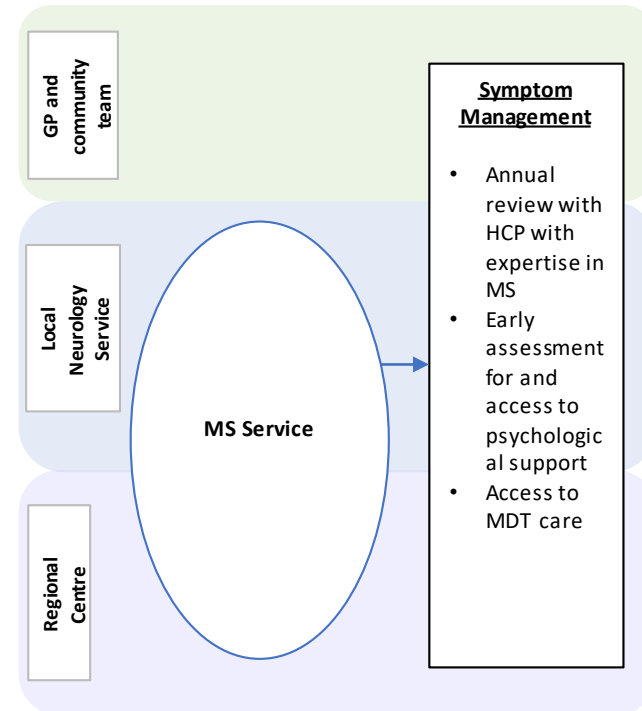 GP and
community
team
Local
Neurology
Service
Regional
Centre
MS Service
Symptom
Management
• Annual
review with
HCP with
expertise in
MS
• Early
assessment
for and
access to
psychologic
al support
• Access to
MDT care